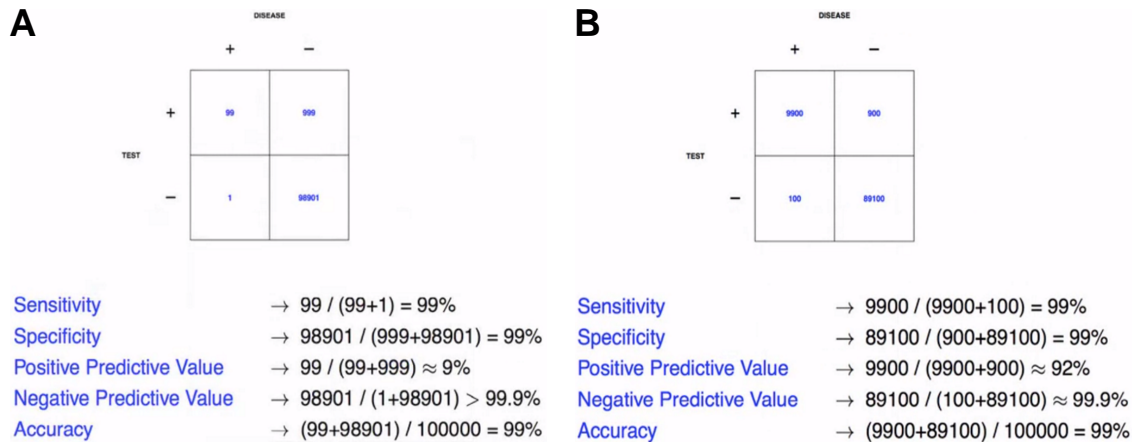 A
DISEASE
+ −
+ 99 999
TEST
− 1 98901
Sensitivity → 99 / (99+1) = 99%
Specificity → 98901 / (999+98901) = 99%
Positive Predictive Value → 99 / (99+999) ≈ 9%
Negative Predictive Value → 98901 / (1+98901) > 99.9%
Accuracy → (99+98901) / 100000 = 99%
B
DISEASE
+ −
+ 9900 900
TEST
− 100 89100
Sensitivity → 9900 / (9900+100) = 99%
Specificity → 89100 / (900+89100) = 99%
Positive Predictive Value → 9900 / (9900+900) ≈ 92%
Negative Predictive Value → 89100 / (100+89100) ≈ 99.9%
Accuracy → (9900+89100) / 100000 = 99%